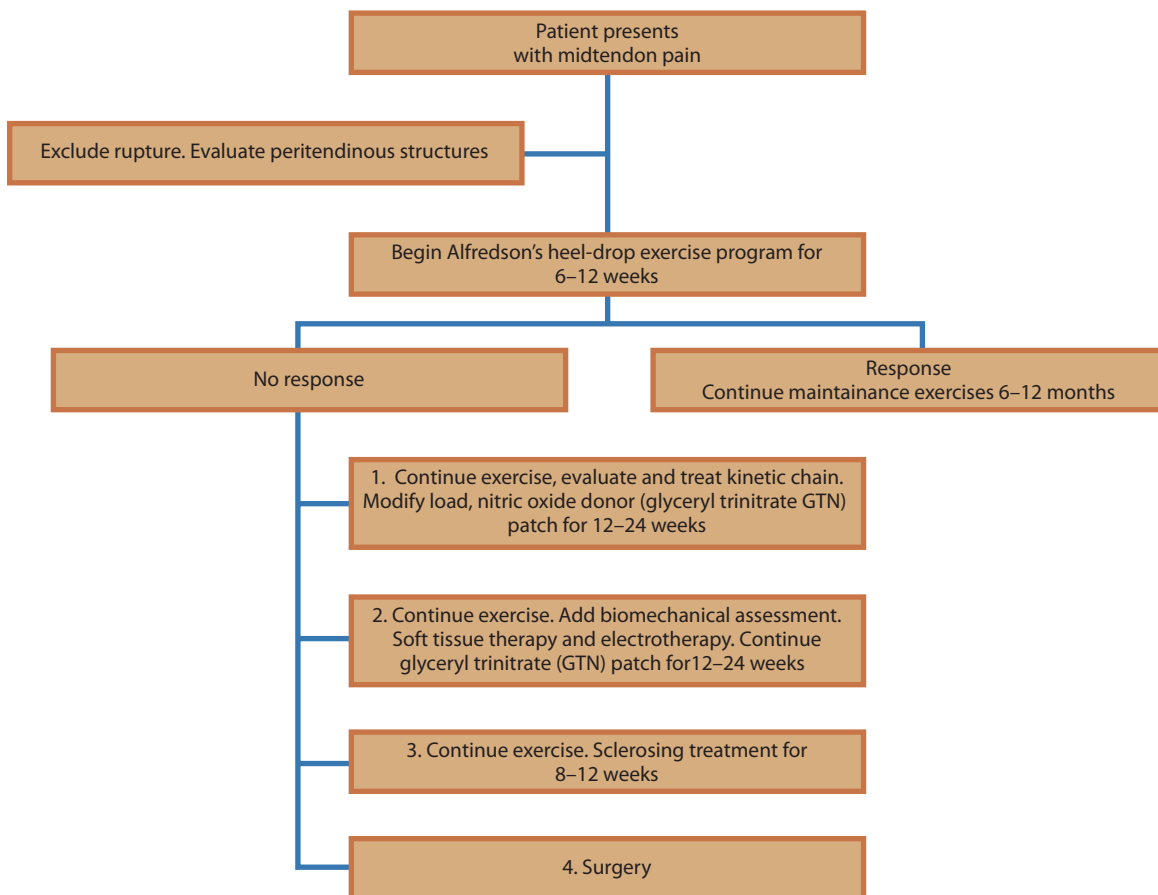 Patient presents
with midtendon pain
Exclude rupture. Evaluate peritendinous structures
Begin Alfredson’s heel-drop exercise program for
6–12 weeks
No response
Response
Continue maintainance exercises 6–12 months
1. Continue exercise, evaluate and treat kinetic chain.
Modify load, nitric oxide donor (glyceryl trinitrate GTN)
patch for 12–24 weeks
2. Continue exercise. Add biomechanical assessment.
Soft tissue therapy and electrotherapy. Continue
glyceryl trinitrate (GTN) patch for12–24 weeks
3. Continue exercise. Sclerosing treatment for
8–12 weeks
4. Surgery